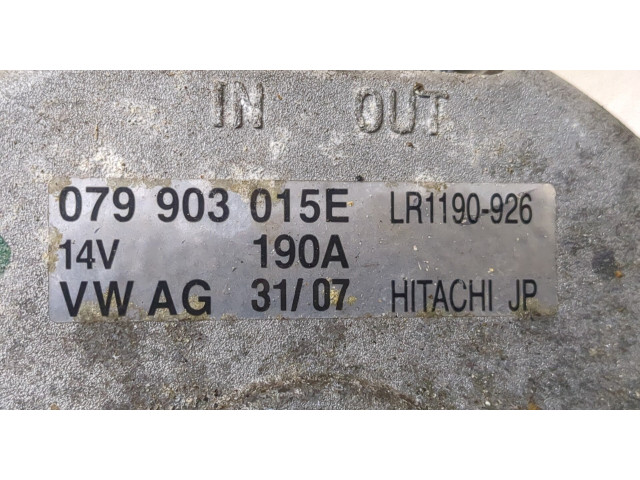 IN OUT
079 903 015E LR1190-926
14V 190A
VW AG 31/07 HITACHI JP